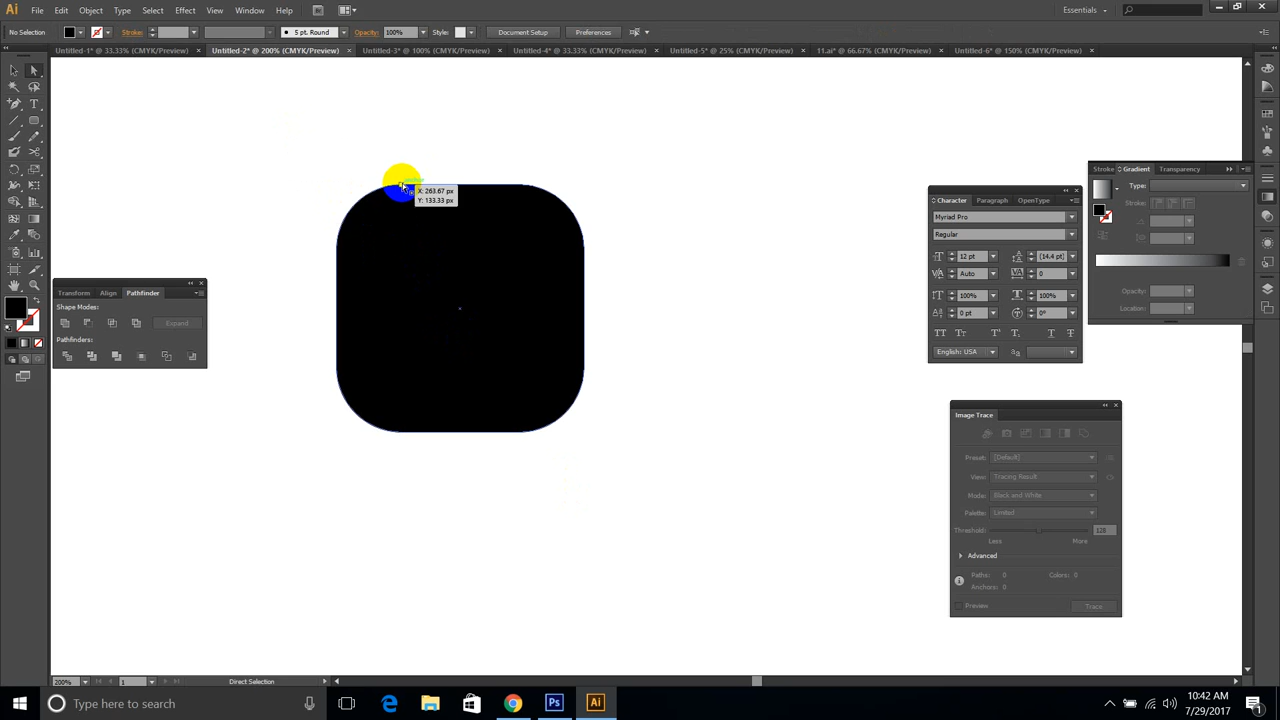 Ai File Edit Object Type Select Effect View Window Help Br Essentials
No Selection Stroke: 5 pt. Round Opacity: 100% Style: Document Setup Preferences
Untitled-1* @ 33.33% (CMYK/Preview) × Untitled-2* @ 200% (CMYK/Preview) × Untitled-3* @ 100% (CMYK/Preview) × Untitled-4* @ 33.33% (CMYK/Preview) × Untitled-5* @ 25% (CMYK/Preview) × 11.ai* @ 66.67% (CMYK/Preview) × Untitled-6* @ 150% (CMYK/Preview) ×
X: 263.67 px
Y: 133.33 px
Transform Align Pathfinder
Shape Modes:
Expand
Pathfinders:
Character Paragraph OpenType
Myriad Pro
Regular
12 pt (14.4 pt)
Auto 0
100% 100%
0 pt 0°
English: USA
Stroke Gradient Transparency
Type:
Stroke:
Opacity:
Location:
Image Trace
Preset: [Default]
View: Tracing Result
Mode: Black and White
Palette: Limited
Threshold: 128
Less More
Advanced
Paths: 0 Colors: 0
Anchors: 0
Preview Trace
200% 1 Direct Selection
Type here to search
Ps Ai
10:42 AM
7/29/2017